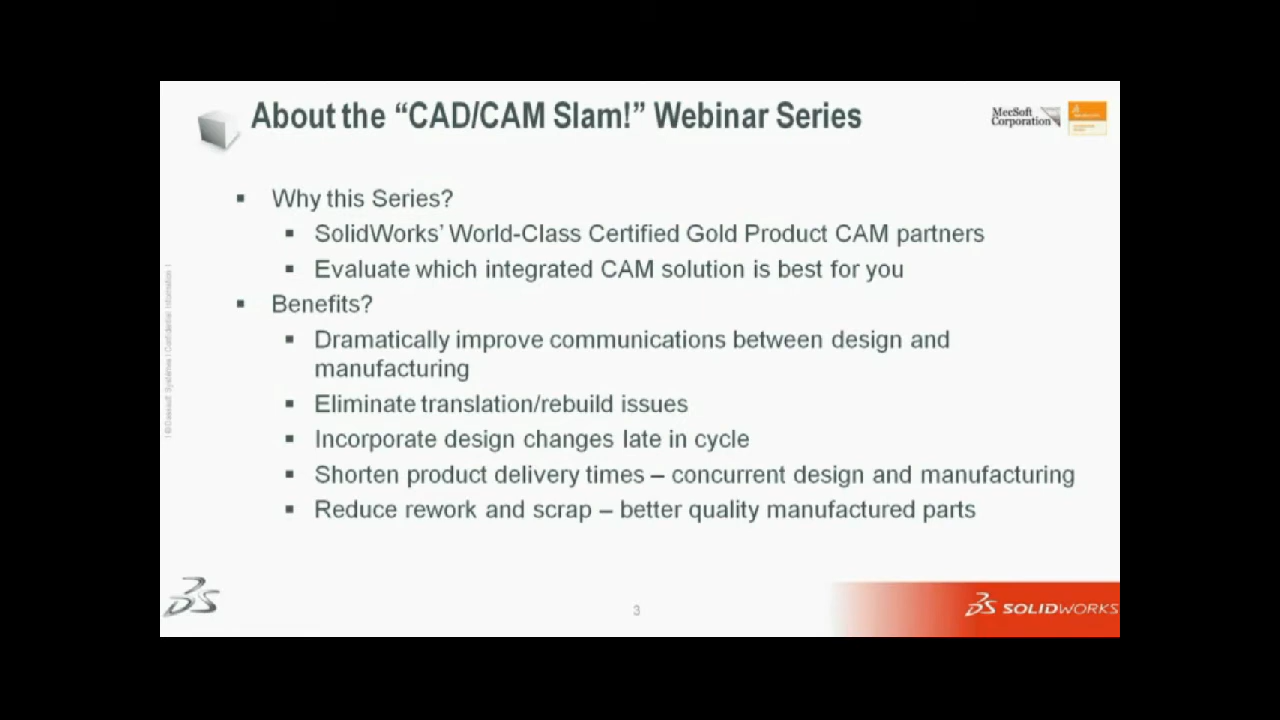 About the “CAD/CAM Slam!” Webinar Series
MecSoft
Corporation
Why this Series?
SolidWorks’ World-Class Certified Gold Product CAM partners
Evaluate which integrated CAM solution is best for you
Benefits?
Dramatically improve communications between design and
manufacturing
Eliminate translation/rebuild issues
Incorporate design changes late in cycle
Shorten product delivery times – concurrent design and manufacturing
Reduce rework and scrap – better quality manufactured parts
3
SOLIDWORKS